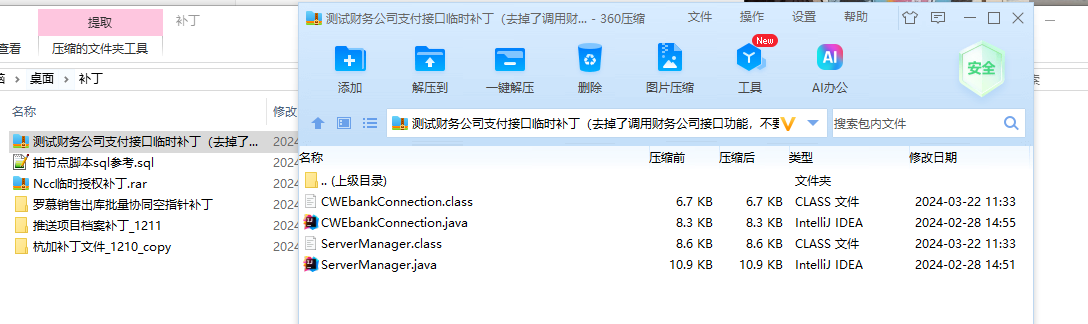 提取
补丁
查看
压缩的文件夹工具
桌面 > 补丁
名称
修改
测试财务公司支付接口临时补丁（去掉了...
2024
抽节点脚本sql参考.sql
2024
Ncc临时授权补丁.rar
2024
罗慕销售出库批量协同空指针补丁
2024
推送项目档案补丁_1211
2024
杭加补丁文件_1210_copy
2024
测试财务公司支付接口临时补丁（去掉了调用财... - 360压缩
文件 操作 设置 帮助
New
添加 解压到 一键解压 删除 图片压缩 工具 AI办公
AI
安全
测试财务公司支付接口临时补丁（去掉了调用财务公司接口功能，不要
搜索包内文件
名称 压缩前 压缩后 类型 修改日期
.. (上级目录) 文件夹
CWEbankConnection.class 6.7 KB 6.7 KB CLASS 文件 2024-03-22 11:33
CWEbankConnection.java 8.3 KB 8.3 KB IntelliJ IDEA 2024-02-28 14:55
ServerManager.class 8.6 KB 8.6 KB CLASS 文件 2024-03-22 11:33
ServerManager.java 10.9 KB 10.9 KB IntelliJ IDEA 2024-02-28 14:51